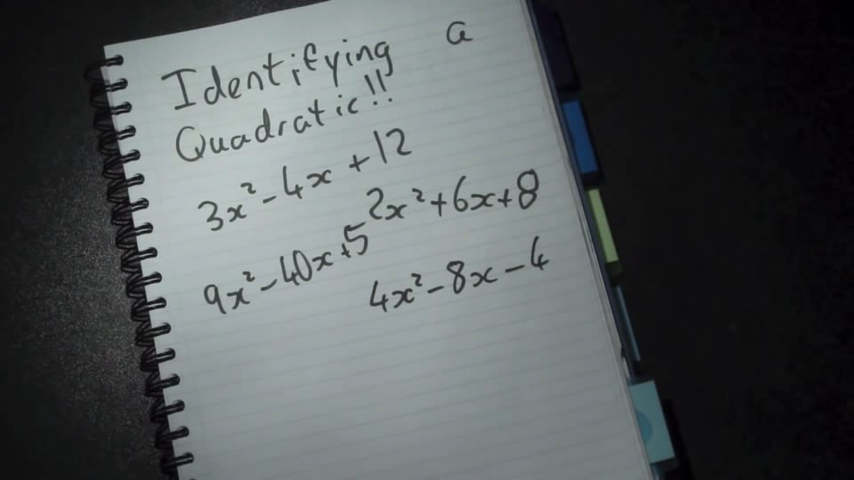 Identifying a
Quadratic!!
3x² - 4x + 12
2x² + 6x + 8
9x² - 40x + 5
4x² - 8x - 4